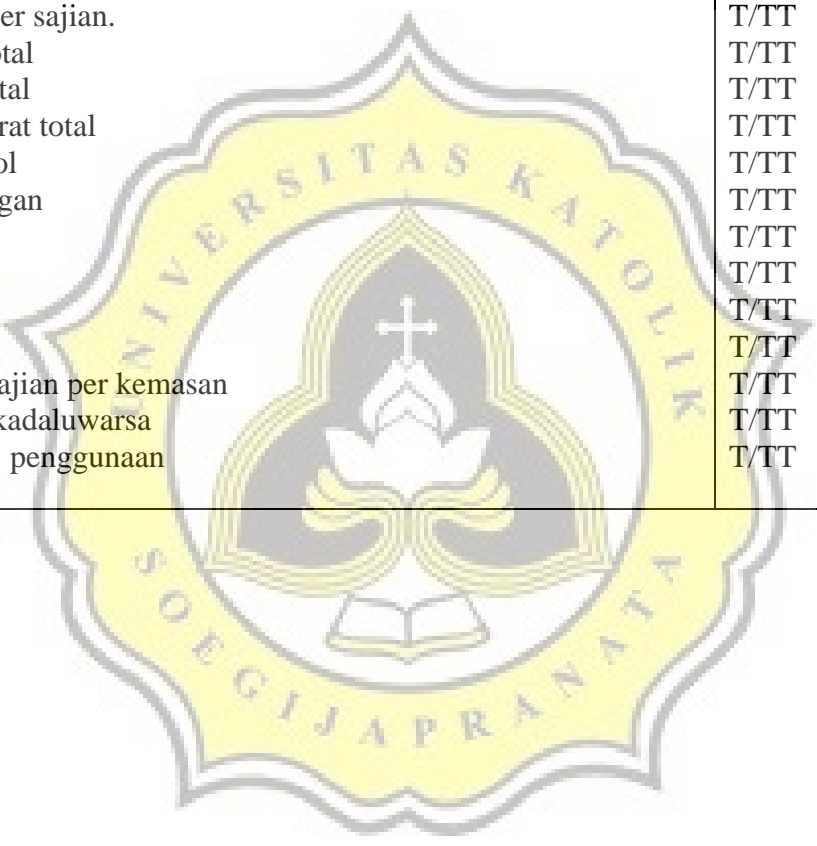 er sajian. T/TT
otal T/TT
tal T/TT
rat total T/TT
ol T/TT
gan T/TT
T/TT
T/TT
T/TT
T/TT
ajian per kemasan T/TT
kadaluwarsa T/TT
penggunaan T/TT
UNIVERSITAS KATOLIK
SOEGIJAPRANATA